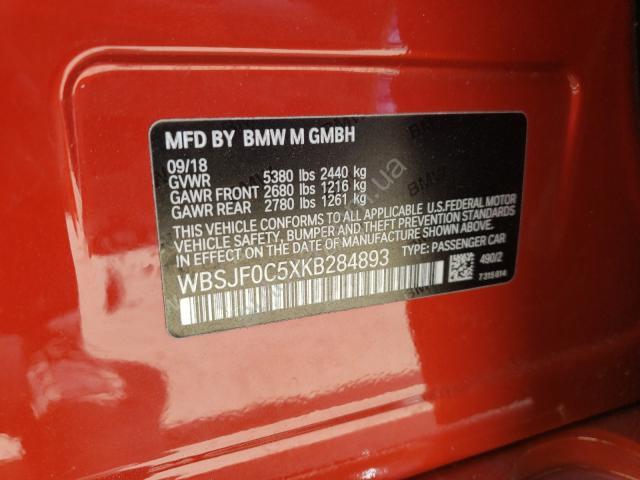 MFD BY BMW M GMBH
09/18
GVWR 5380 lbs 2440 kg
GAWR FRONT 2680 lbs 1216 kg
GAWR REAR 2780 lbs 1261 kg
THIS VEHICLE CONFORMS TO ALL APPLICABLE U.S.FEDERAL MOTOR
VEHICLE SAFETY, BUMPER, AND THEFT PREVENTION STANDARDS
IN EFFECT ON THE DATE OF MANUFACTURE SHOWN ABOVE.
WBSJF0C5XKB284893 TYPE: PASSENGER CAR
490/2
7315814